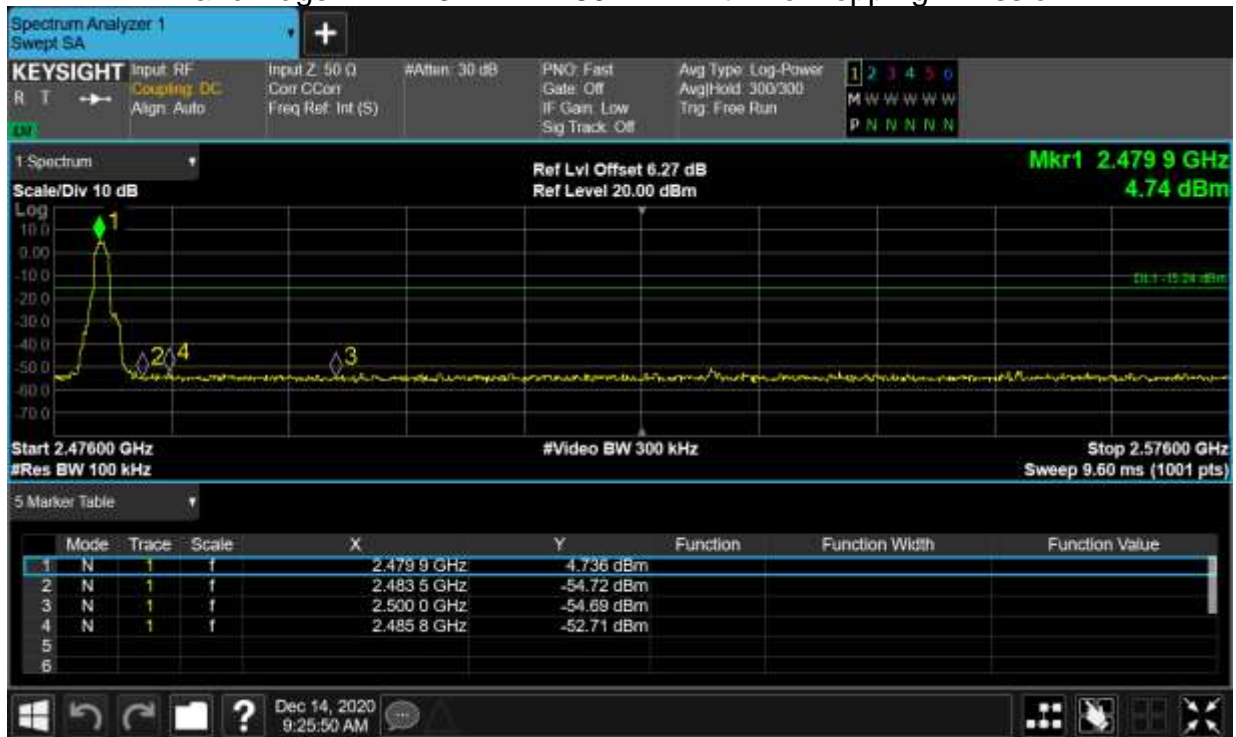 Spectrum Analyzer 1
Swept SA
+
KEYSIGHT Input: RF Input Z: 50 Ω #Atten: 30 dB PNO: Fast Avg Type: Log-Power 1 2 3 4 5 6
R T Coupling: DC Corr CCorr Gate: Off Avg|Hold: 300/300 M W W W W W
Align: Auto Freq Ref: Int (S) IF Gain: Low Trig: Free Run P N N N N N
Sig Track: Off
1 Spectrum Ref Lvl Offset 6.27 dB Mkr1 2.479 9 GHz
Scale/Div 10 dB Ref Level 20.00 dBm 4.74 dBm
Log
10.0 1
0.00
-10.0 DL1 -15.24 dBm
-20.0
-30.0
-40.0
-50.0 2 4 3
-60.0
-70.0
Start 2.47600 GHz #Video BW 300 kHz Stop 2.57600 GHz
#Res BW 100 kHz Sweep 9.60 ms (1001 pts)
5 Marker Table
Mode Trace Scale X Y Function Function Width Function Value
1 N 1 f 2.479 9 GHz 4.736 dBm
2 N 1 f 2.483 5 GHz -54.72 dBm
3 N 1 f 2.500 0 GHz -54.69 dBm
4 N 1 f 2.485 8 GHz -52.71 dBm
5
6
? Dec 14, 2020
9:25:50 AM